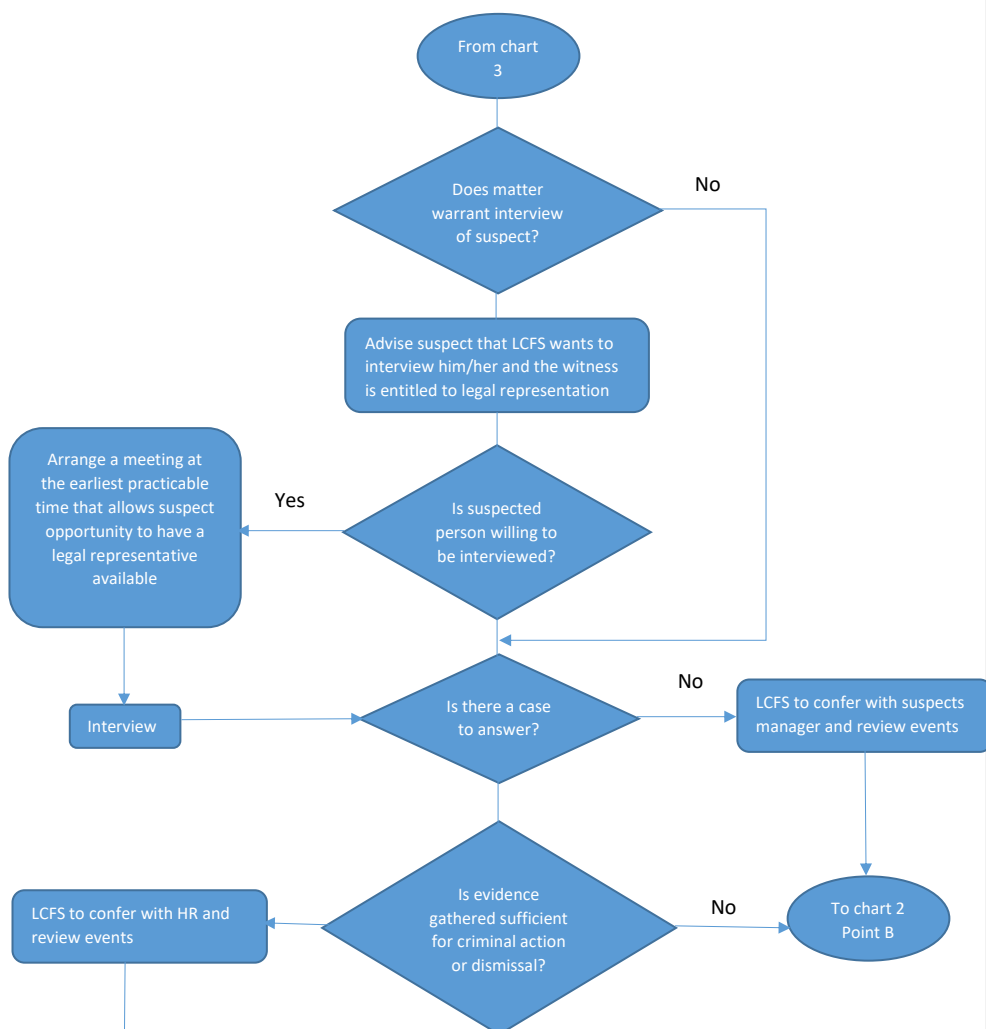 From chart
3
No
Does matter
warrant interview
of suspect?
Advise suspect that LCFS wants to
interview him/her and the witness
is entitled to legal representation
Arrange a meeting at
the earliest practicable
time that allows suspect
opportunity to have a
legal representative
available
Yes
Is suspected
person willing to
be interviewed?
Interview
Is there a case
to answer?
No
LCFS to confer with suspects
manager and review events
LCFS to confer with HR and
review events
Is evidence
gathered sufficient
for criminal action
or dismissal?
No
To chart 2
Point B